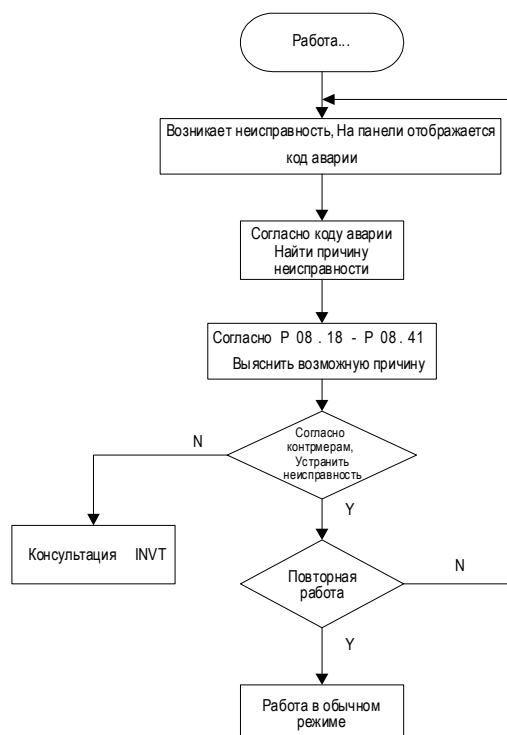 Работа...
Возникает неисправность, На панели отображается
код аварии
Согласно коду аварии
Найти причину
неисправности
Согласно P 08 . 18 - P 08. 41
Выяснить возможную причину
Согласно
контрмерам,
Устранить
неисправность
N
Y
Консультация INVT
Повторная
работа
N
Y
Работа в обычном
режиме